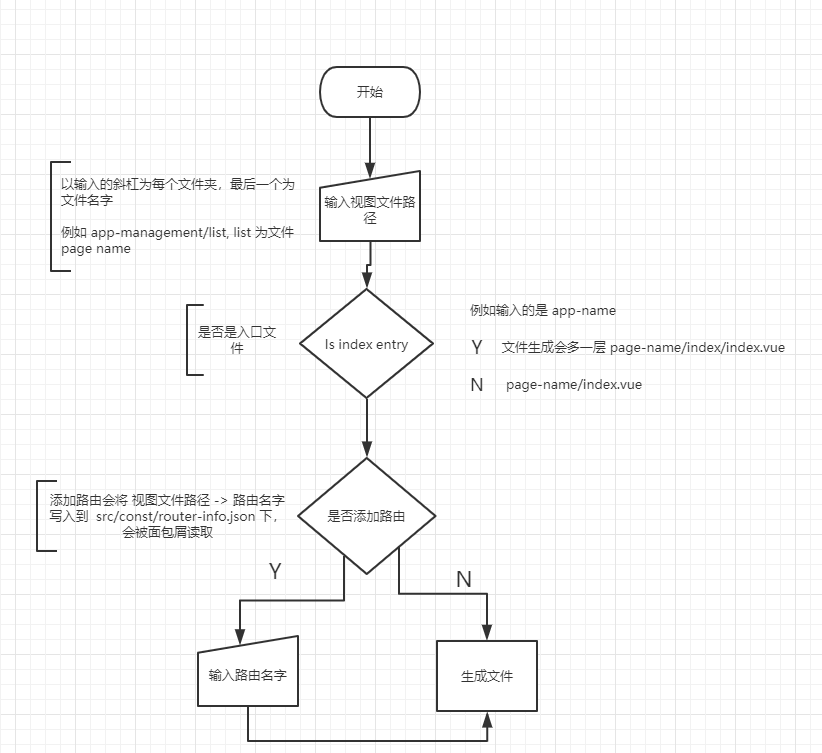 开始
以输入的斜杠为每个文件夹，最后一个为
文件名字
例如 app-management/list, list 为文件
page name
输入视图文件路
径
例如输入的是 app-name
是否是入口文
件
Is index entry
Y 文件生成会多一层 page-name/index/index.vue
N page-name/index.vue
添加路由会将 视图文件路径 -> 路由名字
写入到 src/const/router-info.json 下，
会被面包屑读取
是否添加路由
Y
N
输入路由名字
生成文件